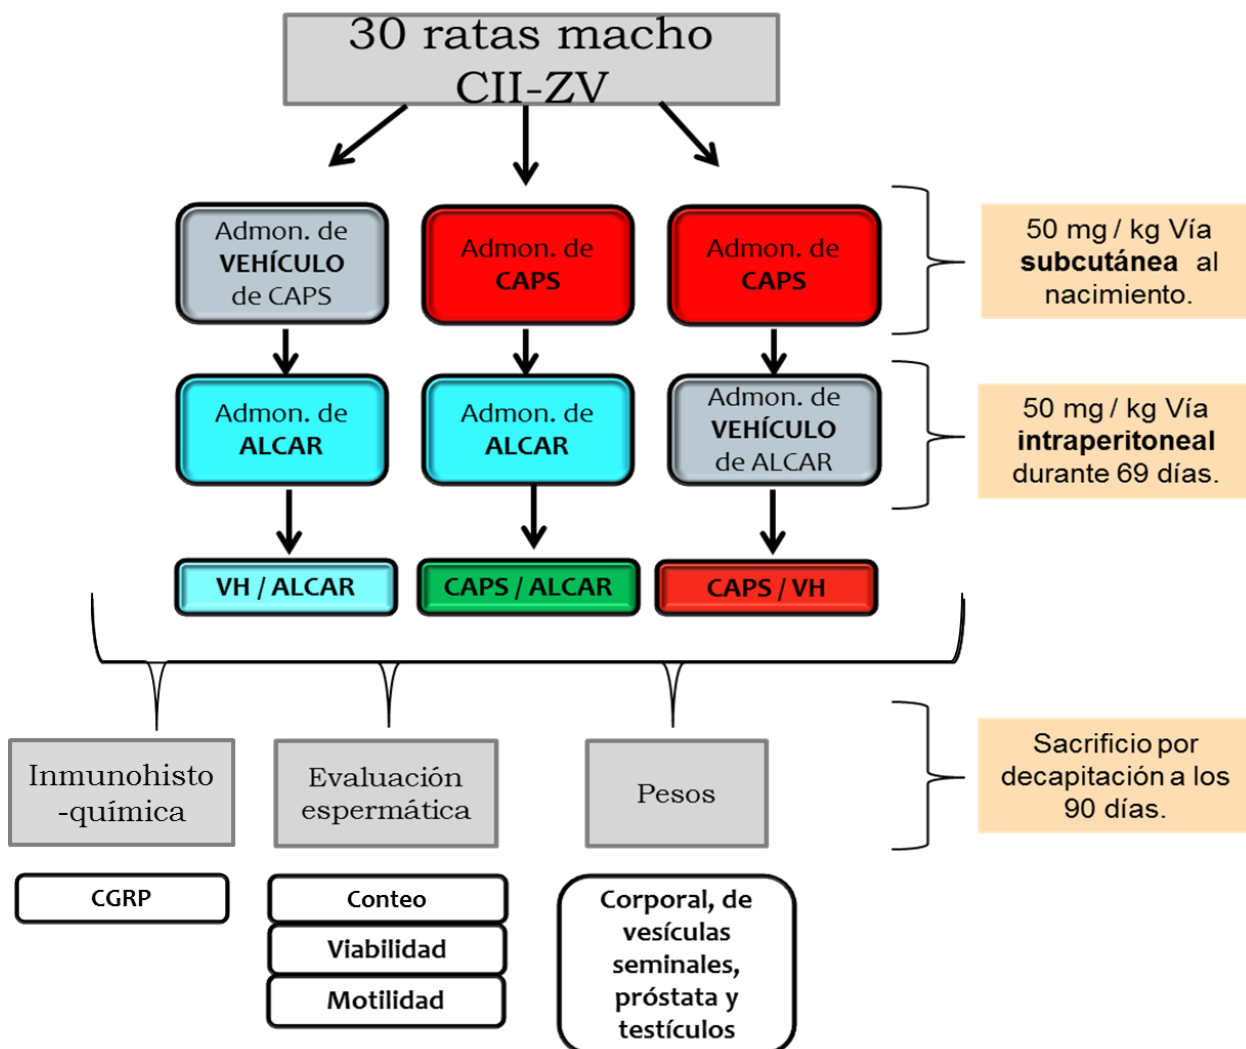 30 ratas macho
CII-ZV
Admon. de
VEHÍCULO
de CAPS
Admon. de
CAPS
Admon. de
CAPS
50 mg / kg Vía
subcutánea al
nacimiento.
Admon. de
ALCAR
Admon. de
ALCAR
Admon. de
VEHÍCULO
de ALCAR
50 mg / kg Vía
intraperitoneal
durante 69 días.
VH / ALCAR
CAPS / ALCAR
CAPS / VH
Inmunohisto
-química
Evaluación
espermática
Pesos
Sacrificio por
decapitación a los
90 días.
CGRP
Conteo
Viabilidad
Motilidad
Corporal, de
vesículas
seminales,
próstata y
testículos